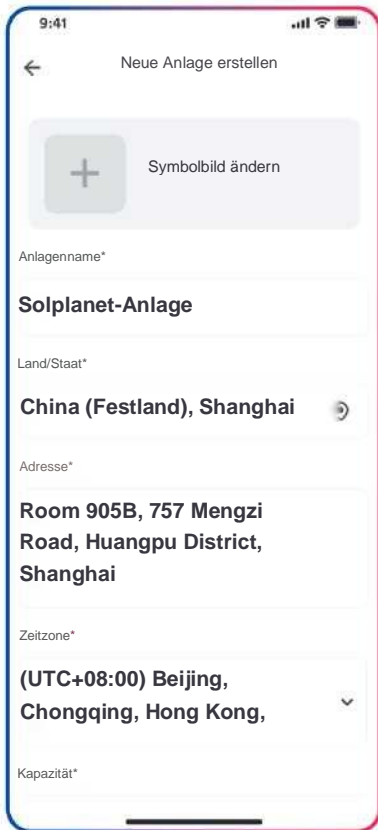 9:41
Neue Anlage erstellen
Symbolbild ändern
Anlagenname*
Solplanet-Anlage
Land/Staat*
China (Festland), Shanghai
Adresse*
Room 905B, 757 Mengzi
Road, Huangpu District,
Shanghai
Zeitzone*
(UTC+08:00) Beijing,
Chongqing, Hong Kong,
Kapazität*